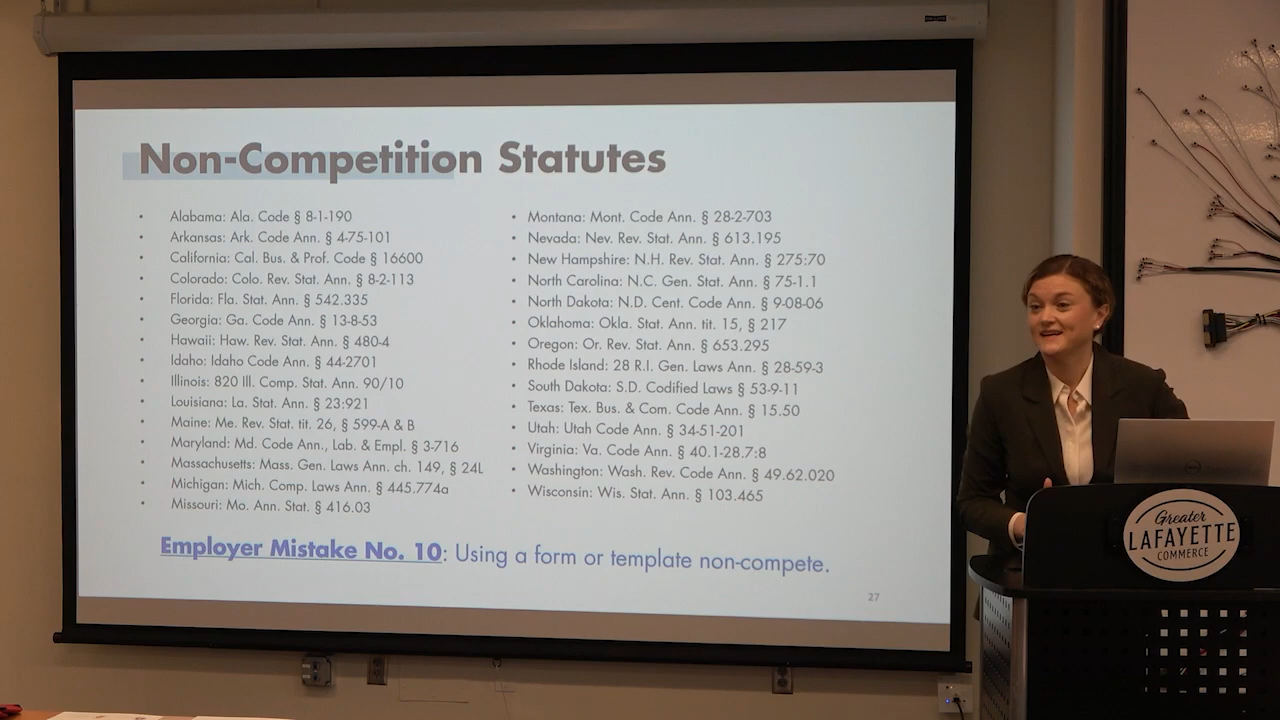 Non-Competition Statutes
• Alabama: Ala. Code § 8-1-190
• Arkansas: Ark. Code Ann. § 4-75-101
• California: Cal. Bus. & Prof. Code § 16600
• Colorado: Colo. Rev. Stat. Ann. § 8-2-113
• Florida: Fla. Stat. Ann. § 542.335
• Georgia: Ga. Code Ann. § 13-8-53
• Hawaii: Haw. Rev. Stat. § 480-4
• Idaho: Idaho Code Ann. § 44-2701
• Illinois: 820 Ill. Comp. Stat. Ann. 90/10
• Louisiana: La. Stat. Ann. § 23:921
• Maine: Me. Rev. Stat. tit. 26, § 599-A & B
• Maryland: Md. Code Ann., Lab. & Empl. § 3-716
• Massachusetts: Mass. Gen. Laws Ann. ch. 149, § 24L
• Michigan: Mich. Comp. Laws Ann. § 445.774a
• Missouri: Mo. Ann. Stat. § 416.03
• Montana: Mont. Code Ann. § 28-2-703
• Nevada: Nev. Rev. Stat. Ann. § 613.195
• New Hampshire: N.H. Rev. Stat. Ann. § 275:70
• North Carolina: N.C. Gen. Stat. Ann. § 75-1.1
• North Dakota: N.D. Cent. Code Ann. § 9-08-06
• Oklahoma: Okla. Stat. Ann. tit. 15, § 217
• Oregon: Or. Rev. Stat. Ann. § 653.295
• Rhode Island: 28 R.I. Gen. Laws Ann. § 28-59-3
• South Dakota: S.D. Codified Laws § 53-9-11
• Texas: Tex. Bus. & Com. Code Ann. § 15.50
• Utah: Utah Code Ann. § 34-51-201
• Virginia: Va. Code Ann. § 40.1-28.7:8
• Washington: Wash. Rev. Code Ann. § 49.62.020
• Wisconsin: Wis. Stat. Ann. § 103.465
Employer Mistake No. 10: Using a form or template non-compete.
27
Greater
LAFAYETTE
COMMERCE